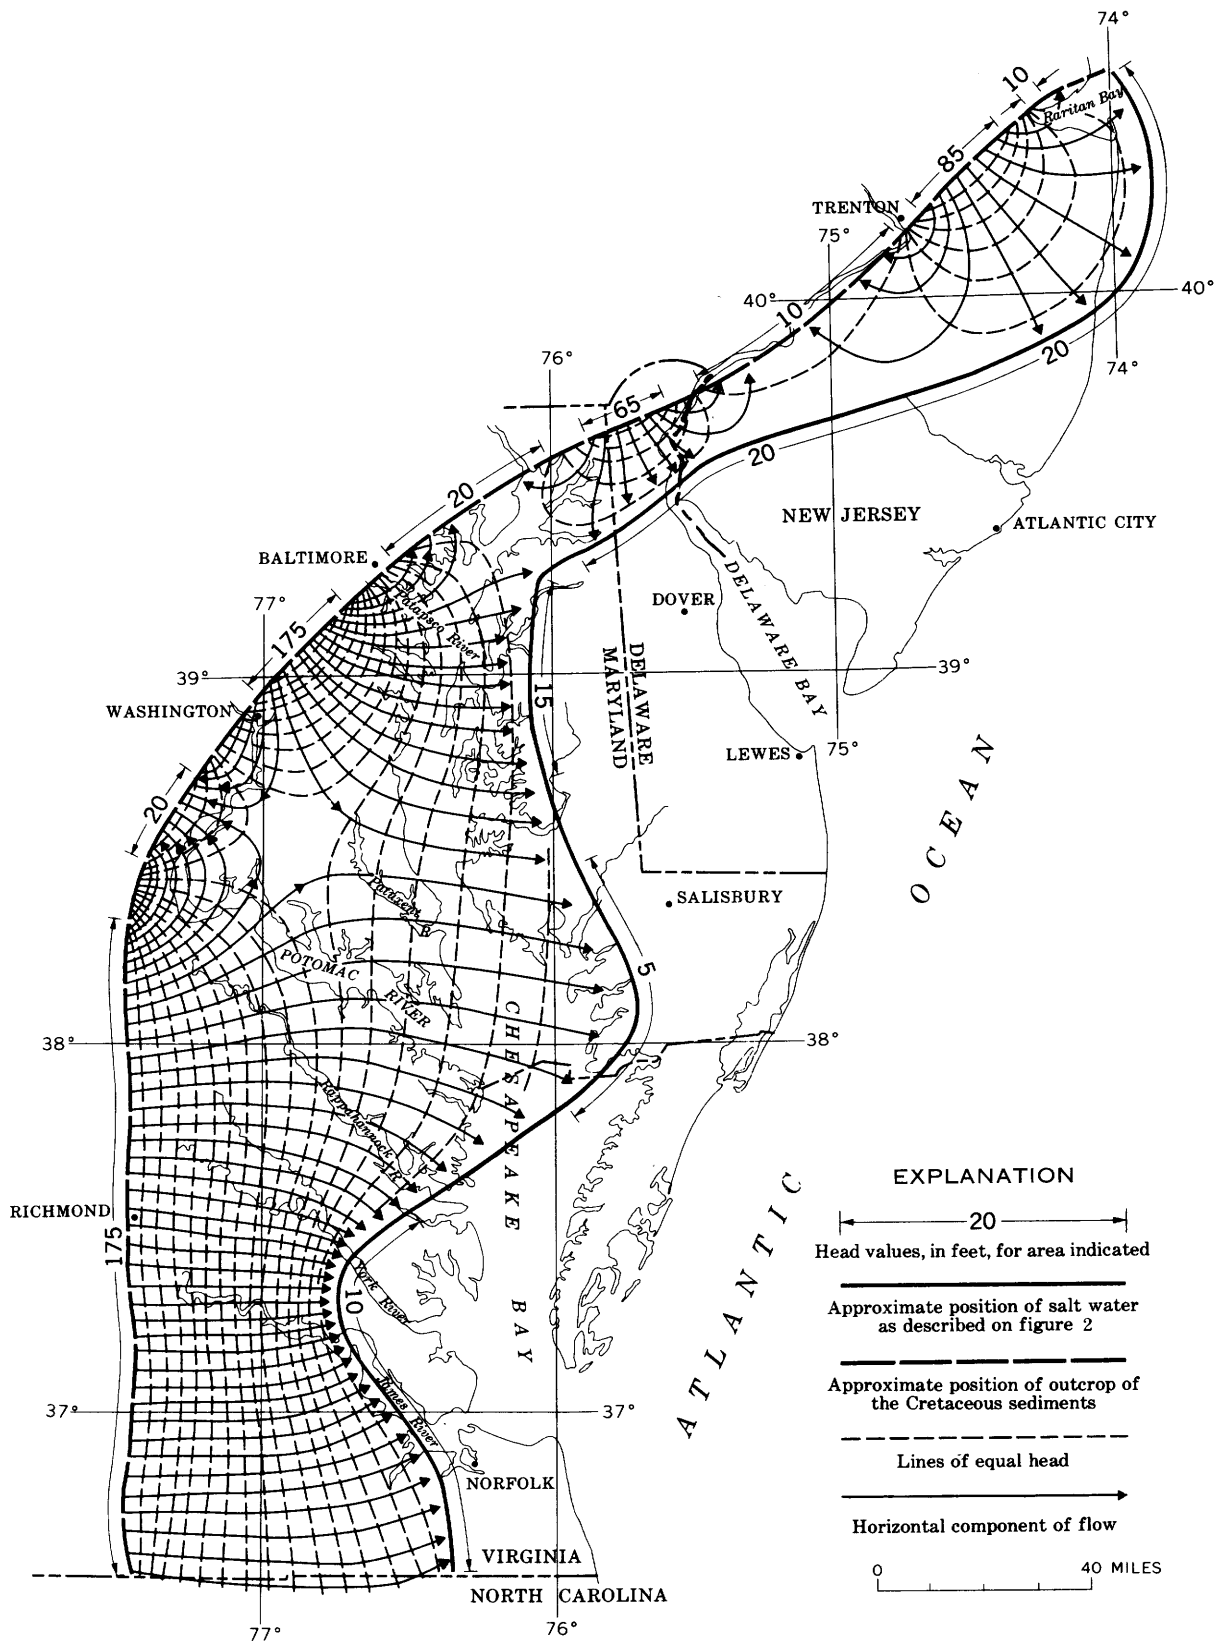 74°
10
Raritan Bay
85
TRENTON
75°
40°
40°
10
20
74°
76°
65
20
20
NEW JERSEY
ATLANTIC CITY
BALTIMORE
DELAWARE BAY
DOVER
77°
Patapsco River
175
39°
39°
15
DELAWARE
MARYLAND
WASHINGTON
LEWES
75°
20
OCEAN
SALISBURY
Patuxent R
POTOMAC RIVER
5
CHESAPEAKE BAY
38°
38°
Rappahannock R
ATLANTIC
EXPLANATION
RICHMOND
20
175
Head values, in feet, for area indicated
York River
10
Approximate position of salt water
as described on figure 2
Approximate position of outcrop of
the Cretaceous sediments
James River
37°
37°
Lines of equal head
NORFOLK
Horizontal component of flow
VIRGINIA
NORTH CAROLINA
0 40 MILES
77°
76°